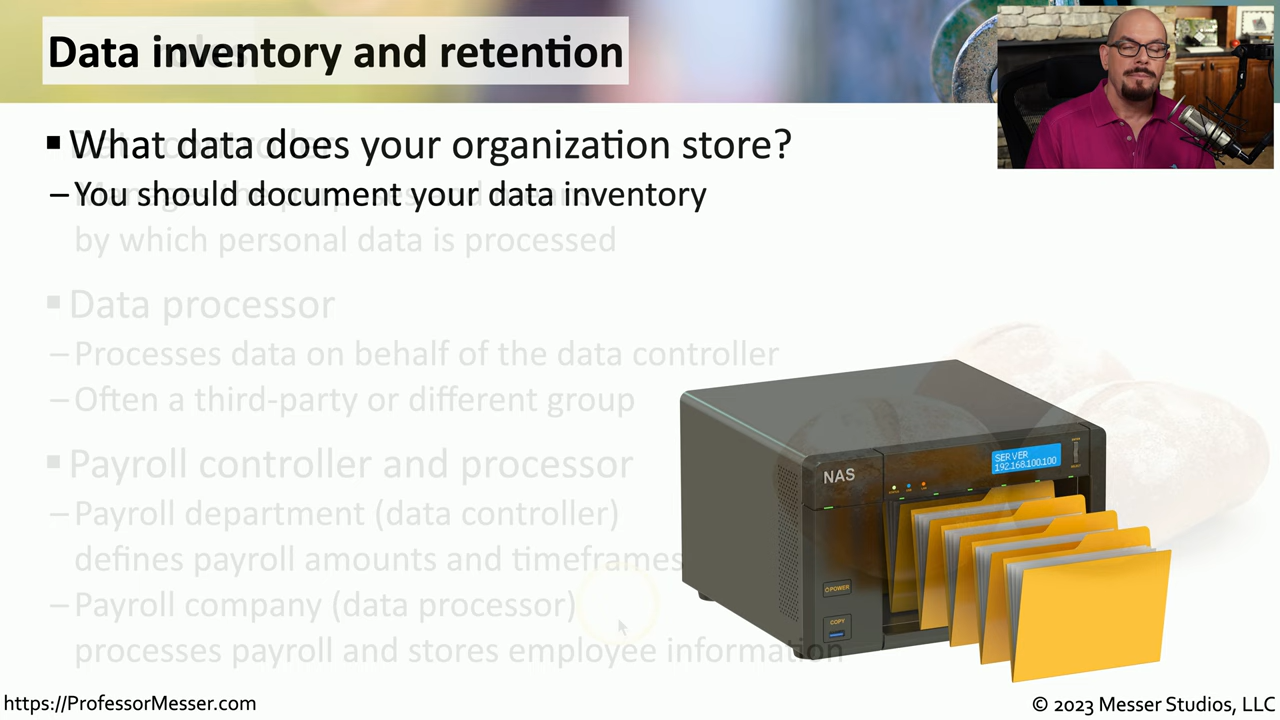 Data inventory and retention
▪ What data does your organization store?
– You should document your data inventory
by which personal data is processed
▪ Data processor
– Processes data on behalf of the data controller
– Often a third-party or different group
▪ Payroll controller and processor
– Payroll department (data controller)
defines payroll amounts and timeframes
– Payroll company (data processor)
processes payroll and stores employee information
NAS
SERVER
192.168.100.100
POWER
COPY
https://ProfessorMesser.com
© 2023 Messer Studios, LLC